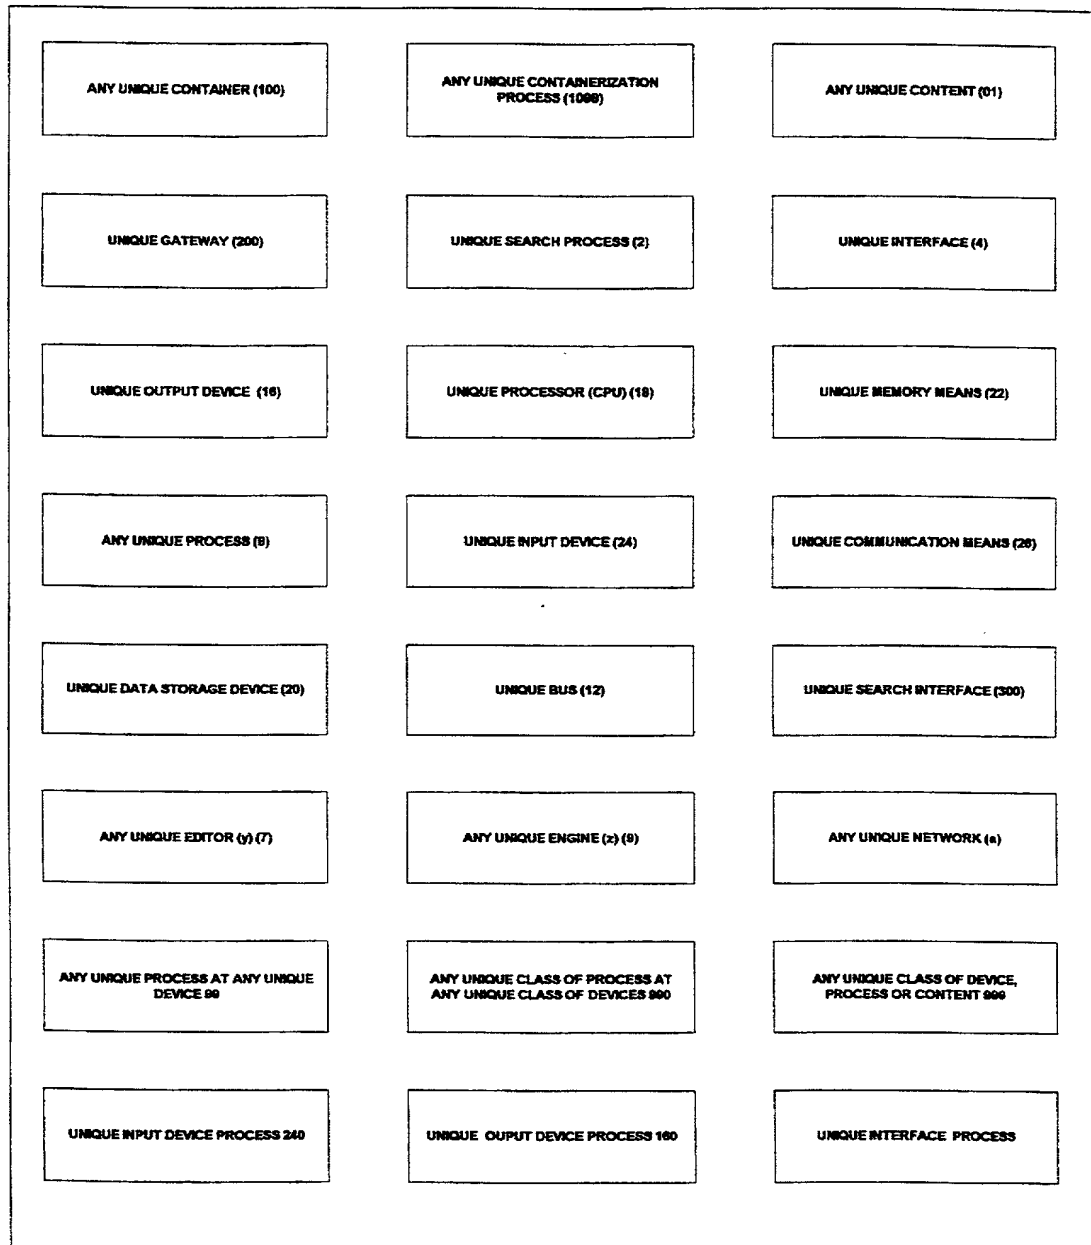 ANY UNIQUE CONTAINER (100)
ANY UNIQUE CONTAINERIZATION
PROCESS (1099)
ANY UNIQUE CONTENT (01)
UNIQUE GATEWAY (200)
UNIQUE SEARCH PROCESS (2)
UNIQUE INTERFACE (4)
UNIQUE OUTPUT DEVICE (16)
UNIQUE PROCESSOR (CPU) (18)
UNIQUE MEMORY MEANS (22)
ANY UNIQUE PROCESS (9)
UNIQUE INPUT DEVICE (24)
UNIQUE COMMUNICATION MEANS (26)
UNIQUE DATA STORAGE DEVICE (20)
UNIQUE BUS (12)
UNIQUE SEARCH INTERFACE (300)
ANY UNIQUE EDITOR (y) (7)
ANY UNIQUE ENGINE (z) (9)
ANY UNIQUE NETWORK (a)
ANY UNIQUE PROCESS AT ANY UNIQUE
DEVICE 99
ANY UNIQUE CLASS OF PROCESS AT
ANY UNIQUE CLASS OF DEVICES 990
ANY UNIQUE CLASS OF DEVICE,
PROCESS OR CONTENT 999
UNIQUE INPUT DEVICE PROCESS 240
UNIQUE OUPUT DEVICE PROCESS 160
UNIQUE INTERFACE PROCESS